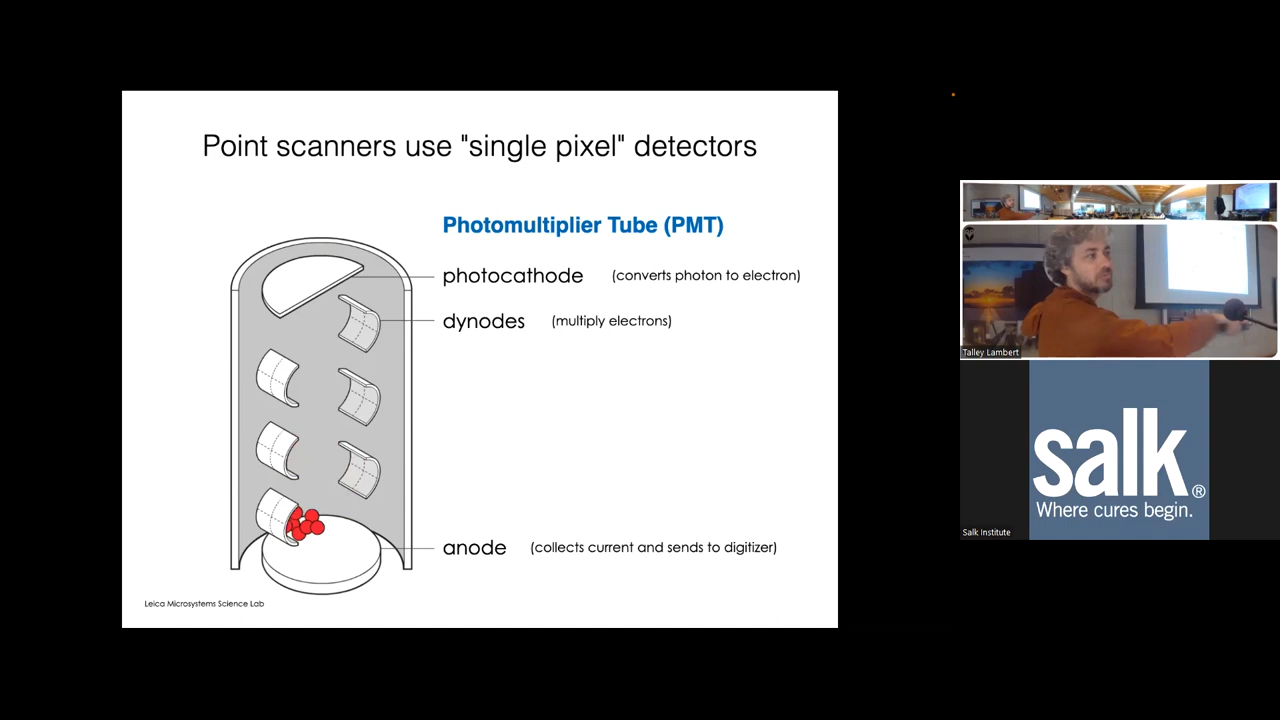 Point scanners use "single pixel" detectors
Photomultiplier Tube (PMT)
photocathode (converts photon to electron)
dynodes (multiply electrons)
anode (collects current and sends to digitizer)
Leica Microsystems Science Lab
Talley Lambert
salk®
Where cures begin.
Salk Institute